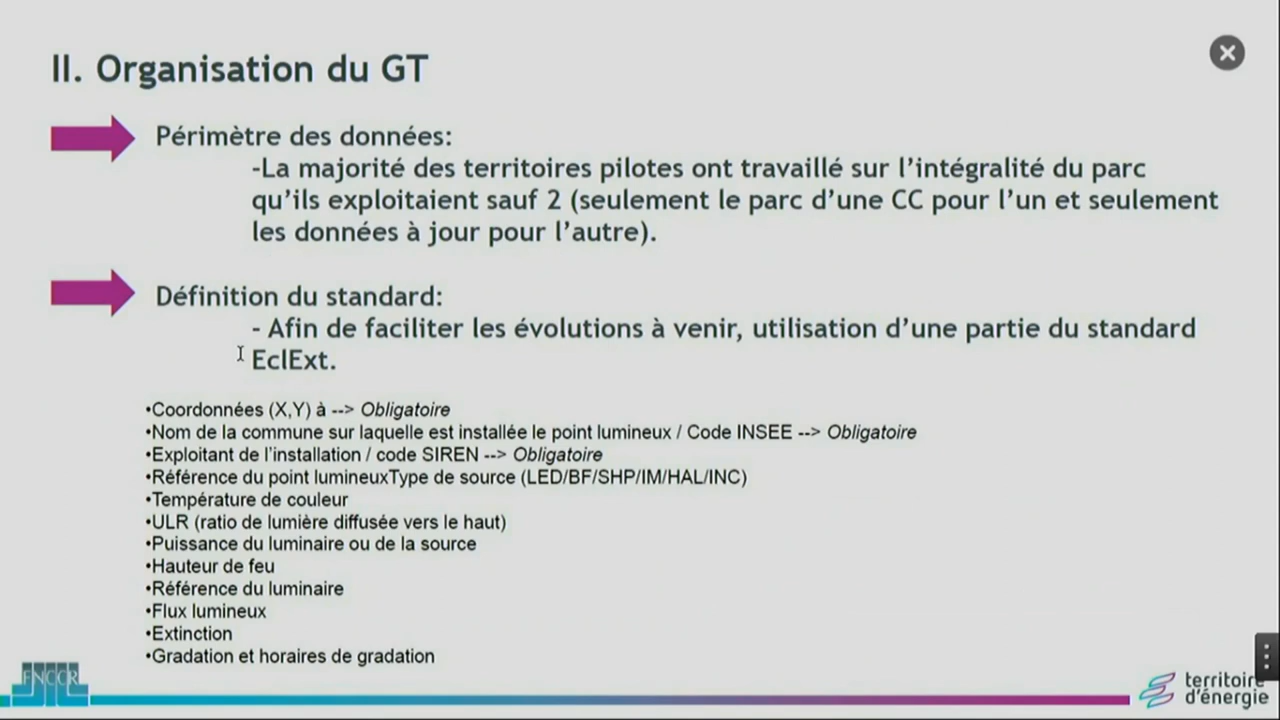 II. Organisation du GT
Périmètre des données:
-La majorité des territoires pilotes ont travaillé sur l’intégralité du parc
qu’ils exploitaient sauf 2 (seulement le parc d’une CC pour l’un et seulement
les données à jour pour l’autre).
Définition du standard:
- Afin de faciliter les évolutions à venir, utilisation d’une partie du standard
EclExt.
•Coordonnées (X,Y) à --> Obligatoire
•Nom de la commune sur laquelle est installée le point lumineux / Code INSEE --> Obligatoire
•Exploitant de l’installation / code SIREN --> Obligatoire
•Référence du point lumineuxType de source (LED/BF/SHP/IM/HAL/INC)
•Température de couleur
•ULR (ratio de lumière diffusée vers le haut)
•Puissance du luminaire ou de la source
•Hauteur de feu
•Référence du luminaire
•Flux lumineux
•Extinction
•Gradation et horaires de gradation
FNCCR
territoire
d’énergie